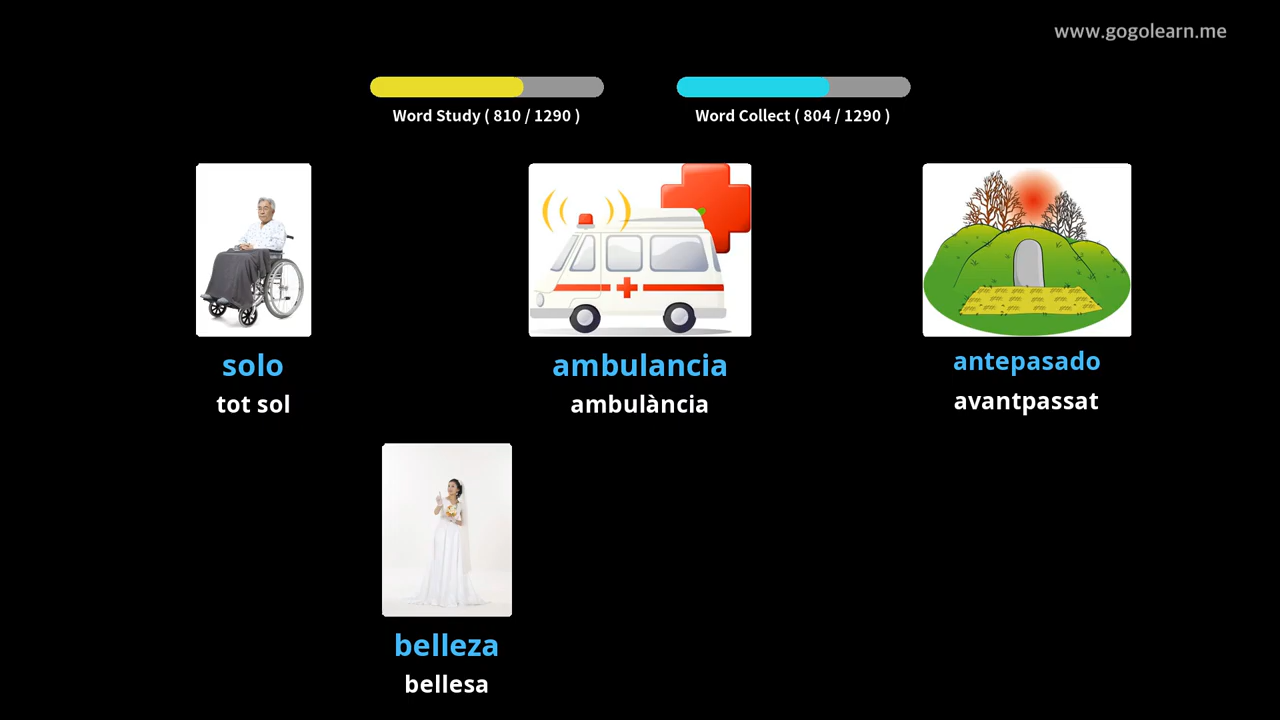 www.gogolearn.me
Word Study ( 810 / 1290 )
Word Collect ( 804 / 1290 )
solo
tot sol
ambulancia
ambulància
antepasado
avantpassat
belleza
bellesa